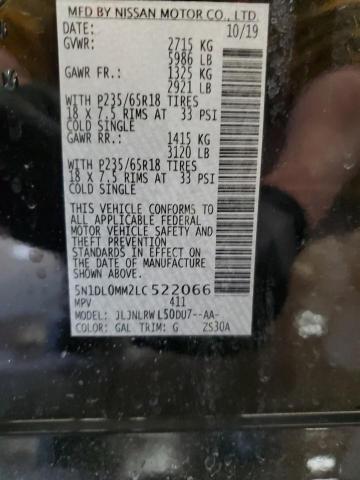 MFD BY NISSAN MOTOR CO., LTD.
DATE: 10/19
GVWR: 2715 KG
5986 LB
GAWR FR.: 1325 KG
2921 LB
WITH P235/65R18 TIRES
18 X 7.5 RIMS AT 33 PSI
COLD SINGLE
GAWR RR.: 1415 KG
3120 LB
WITH P235/65R18 TIRES
18 X 7.5 RIMS AT 33 PSI
COLD SINGLE
THIS VEHICLE CONFORMS TO
ALL APPLICABLE FEDERAL
MOTOR VEHICLE SAFETY
AND THEFT PREVENTION
STANDARDS IN EFFECT ON
THE DATE OF MANUFACTURE
SHOWN ABOVE.
5N1DL0MM2LC522066
MPV 411
MODEL: JLJNLRWL50DU7--AA-
COLOR: GAL TRIM: G ZS30A